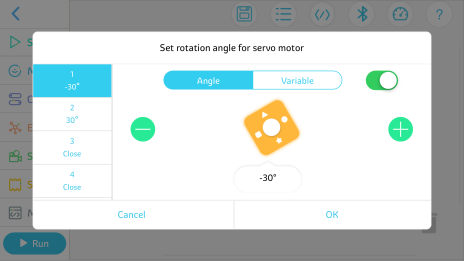 Set rotation angle for servo motor
1
-30°
2
30°
3
Close
4
Close
Angle
Variable
-30°
Cancel
OK
Run